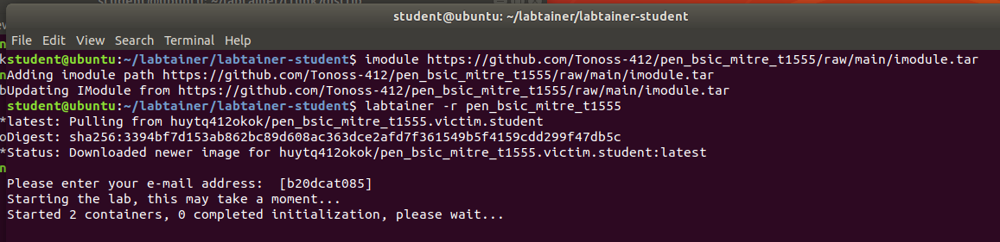 student@ubuntu: ~/labtainer/labtainer-student
File Edit View Search Terminal Help
student@ubuntu:~/labtainer/labtainer-student$ imodule https://github.com/Tonoss-412/pen_bsic_mitre_t1555/raw/main/imodule.tar
Adding imodule path https://github.com/Tonoss-412/pen_bsic_mitre_t1555/raw/main/imodule.tar
Updating IModule from https://github.com/Tonoss-412/pen_bsic_mitre_t1555/raw/main/imodule.tar
student@ubuntu:~/labtainer/labtainer-student$ labtainer -r pen_bsic_mitre_t1555
latest: Pulling from huytq412okok/pen_bsic_mitre_t1555.victim.student
Digest: sha256:3394bf7d153ab862bc89d608ac363dce2afd7f361549b5f4159cdd299f47db5c
Status: Downloaded newer image for huytq412okok/pen_bsic_mitre_t1555.victim.student:latest
Please enter your e-mail address:  [b20dcat085]
Starting the lab, this may take a moment...
Started 2 containers, 0 completed initialization, please wait...